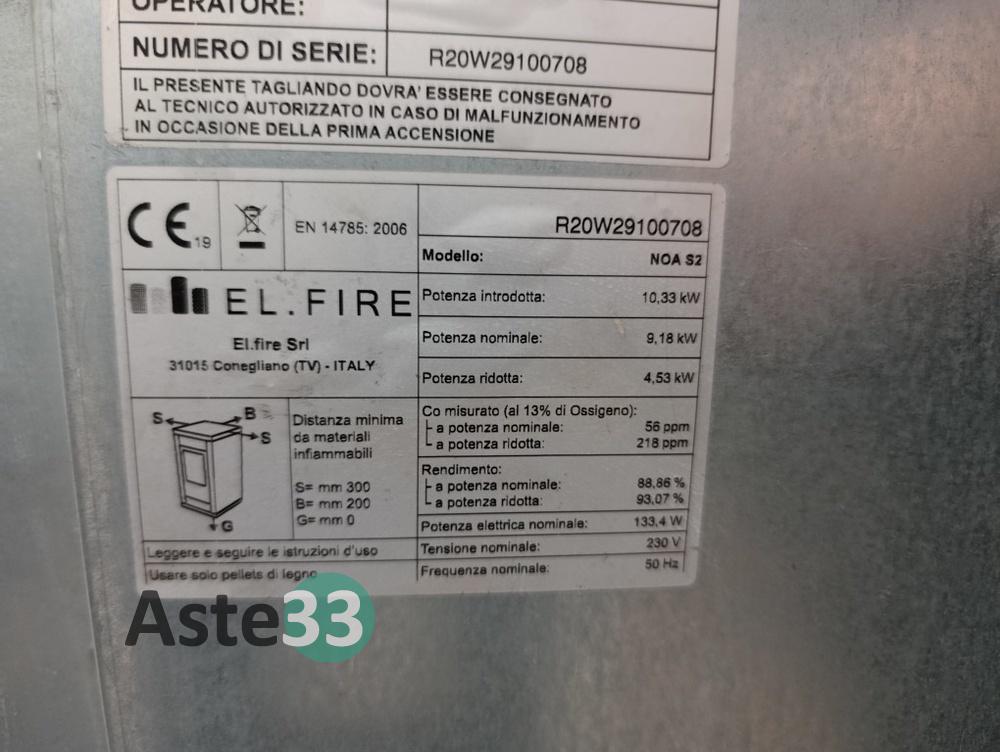 OPERATORE:
NUMERO DI SERIE: R20W29100708
IL PRESENTE TAGLIANDO DOVRA' ESSERE CONSEGNATO
AL TECNICO AUTORIZZATO IN CASO DI MALFUNZIONAMENTO
IN OCCASIONE DELLA PRIMA ACCENSIONE
CE 19
EN 14785: 2006
R20W29100708
Modello: NOA S2
EL.FIRE
El.fire Srl
31015 Conegliano (TV) - ITALY
Potenza introdotta: 10,33 kW
Potenza nominale: 9,18 kW
Potenza ridotta: 4,53 kW
S B
S
G
Distanza minima
da materiali
infiammabili
S= mm 300
B= mm 200
G= mm 0
Co misurato (al 13% di Ossigeno):
a potenza nominale: 56 ppm
a potenza ridotta: 218 ppm
Rendimento:
a potenza nominale: 88,86 %
a potenza ridotta: 93,07 %
Potenza elettrica nominale: 133,4 W
Tensione nominale: 230 V
Frequenza nominale: 50 Hz
Leggere e seguire le istruzioni d'uso
Usare solo pellets di legno
Aste33